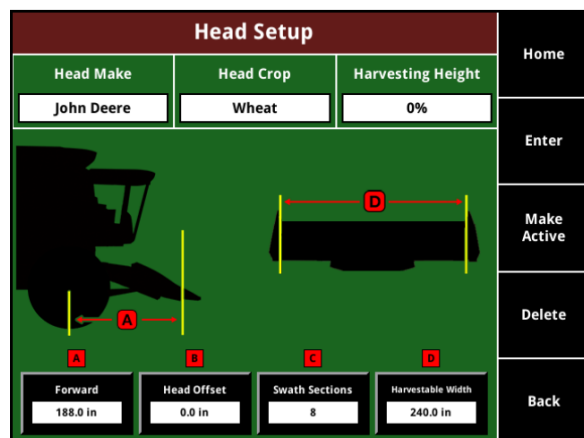 Head Setup
Home
Head Make
Head Crop
Harvesting Height
John Deere
Wheat
0%
Enter
Make
Active
D
A
Delete
A
B
C
D
Forward
Head Offset
Swath Sections
Harvestable Width
188.0 in
0.0 in
8
240.0 in
Back